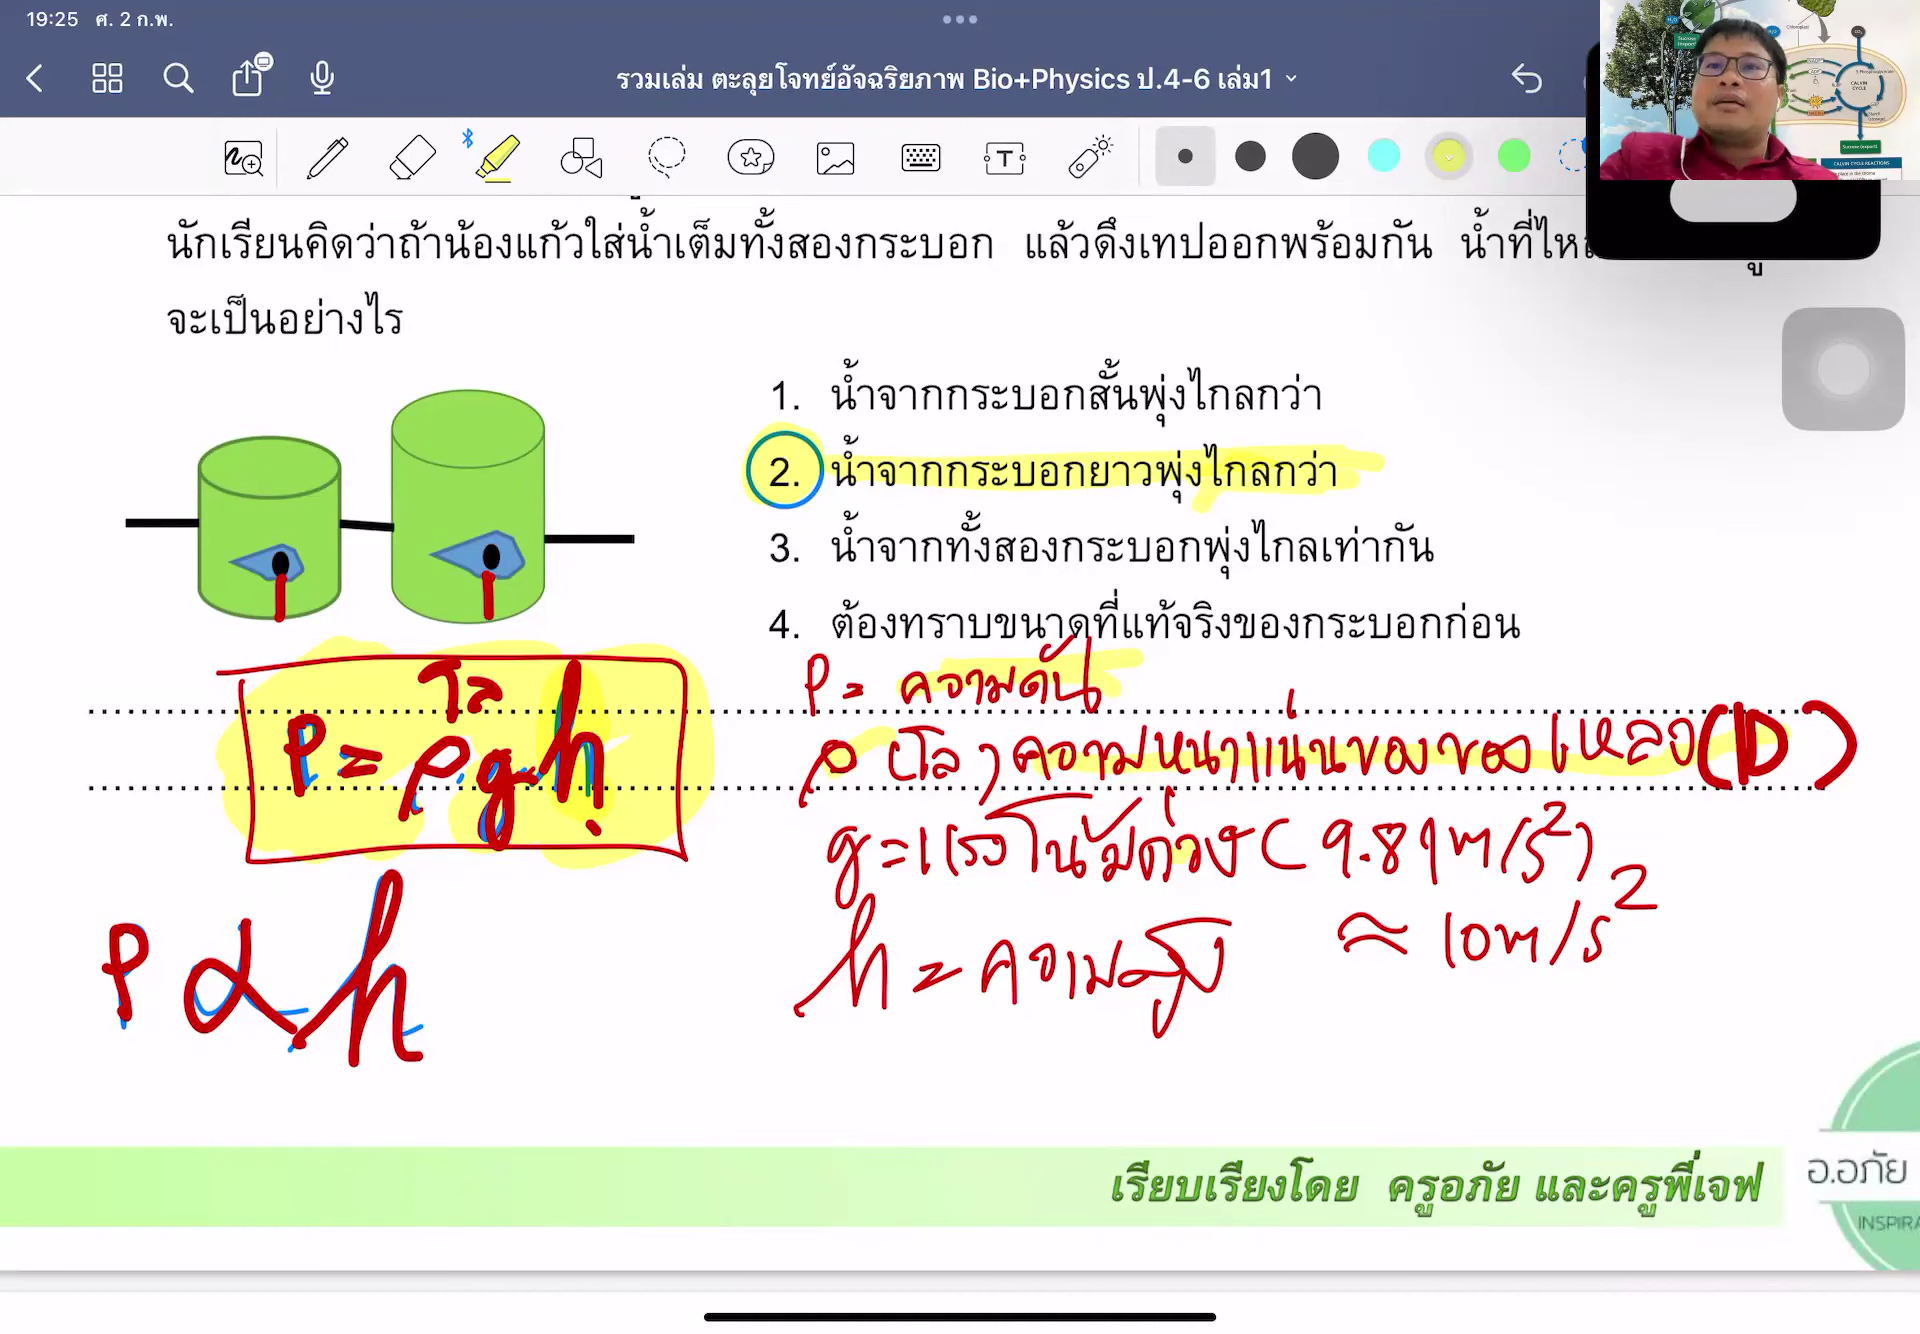 19:25 ศ. 2 ก.พ.
รวมเล่ม ตะลุยโจทย์อัจฉริยภาพ Bio+Physics ป.4-6 เล่ม1
CALVIN CYCLE
CALVIN CYCLE REACTIONS
นักเรียนคิดว่าถ้าน้องแก้วใส่น้ำเต็มทั้งสองกระบอก แล้วดึงเทปออกพร้อมกัน น้ำที่ไหล
จะเป็นอย่างไร
1. น้ำจากกระบอกสั้นพุ่งไกลกว่า
2. น้ำจากกระบอกยาวพุ่งไกลกว่า
3. น้ำจากทั้งสองกระบอกพุ่งไกลเท่ากัน
4. ต้องทราบขนาดที่แท้จริงของกระบอกก่อน
โล
P = ρgh
P ∝ h
P = ความดัน
ρ (โล) ความหนาแน่นของของเหลว (D)
g = แรงโน้มถ่วง (9.81 m/s²)
≈ 10 m/s²
h = ความสูง
เรียบเรียงโดย ครูอภัย และครูพี่เจฟ
อ.อภัย
INSPIRA